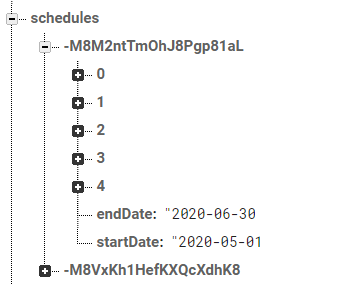 schedules
-M8M2ntTmOhJ8Pgp81aL
0
1
2
3
4
endDate: "2020-06-30
startDate: "2020-05-01
-M8VxKh1HefKXQcXdhK8